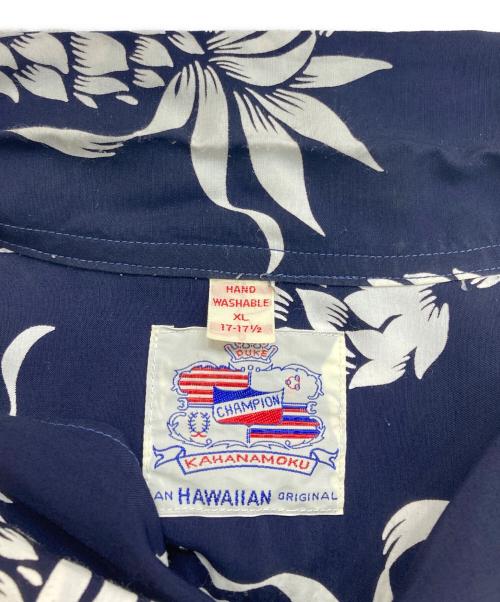 HAND
WASHABLE
XL
17-17½
DUKE
CHAMPION
KAHANAMOKU
AN HAWAIIAN ORIGINAL